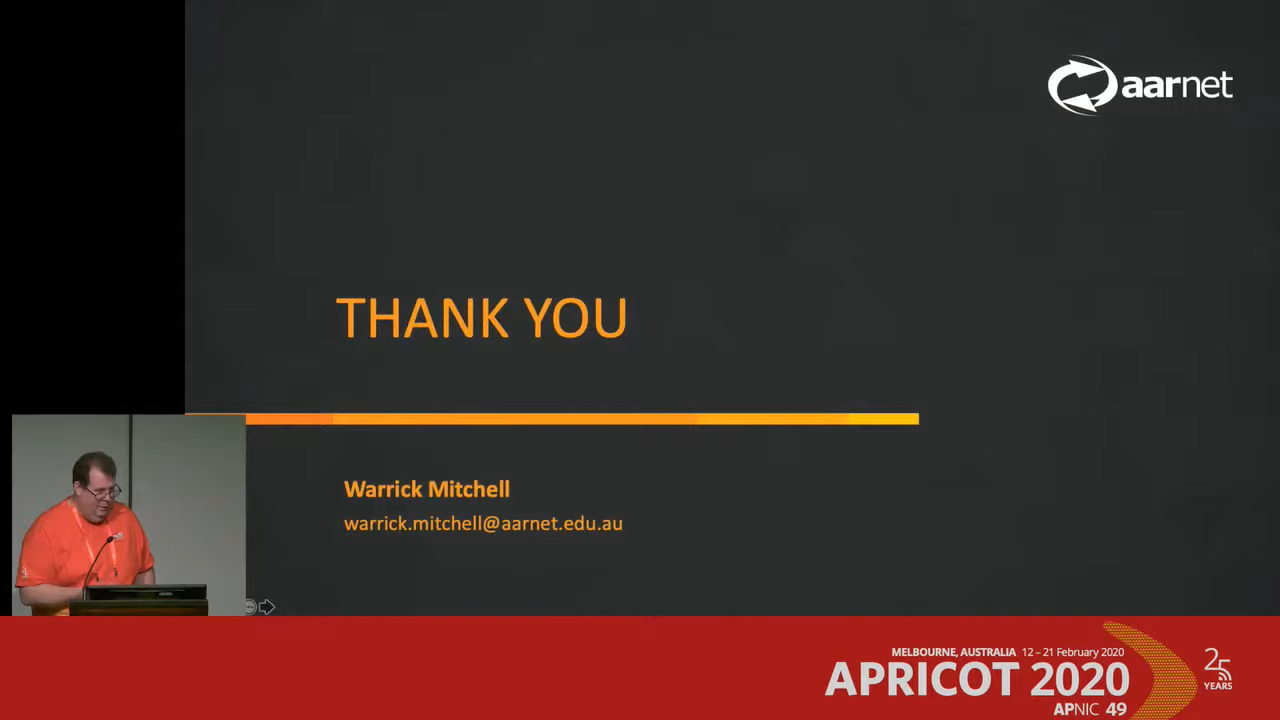 aarnet
THANK YOU
Warrick Mitchell
warrick.mitchell@aarnet.edu.au
MELBOURNE, AUSTRALIA 12 – 21 February 2020
APRICOT 2020
APNIC 49
25
YEARS